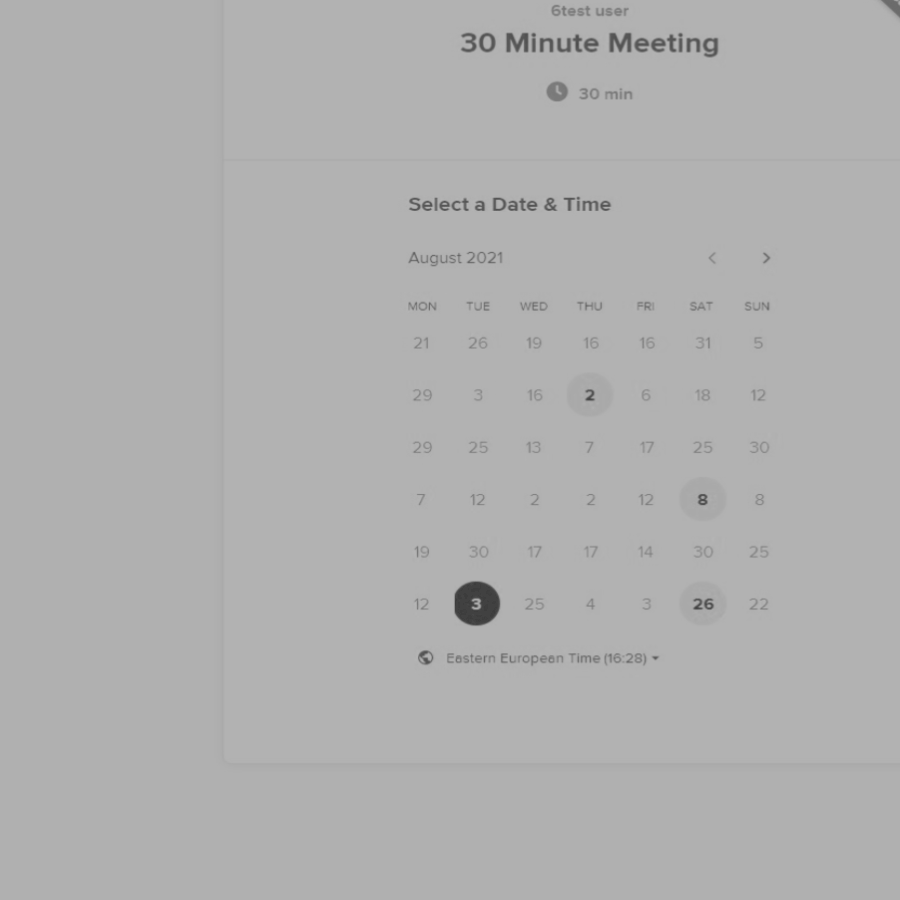 6test user
30 Minute Meeting
30 min
Select a Date & Time
August 2021
MON TUE WED THU FRI SAT SUN
21 26 19 16 16 31 5
29 3 16 2 6 18 12
29 25 13 7 17 25 30
7 12 2 2 12 8 8
19 30 17 17 14 30 25
12 3 25 4 3 26 22
Eastern European Time (16:28)